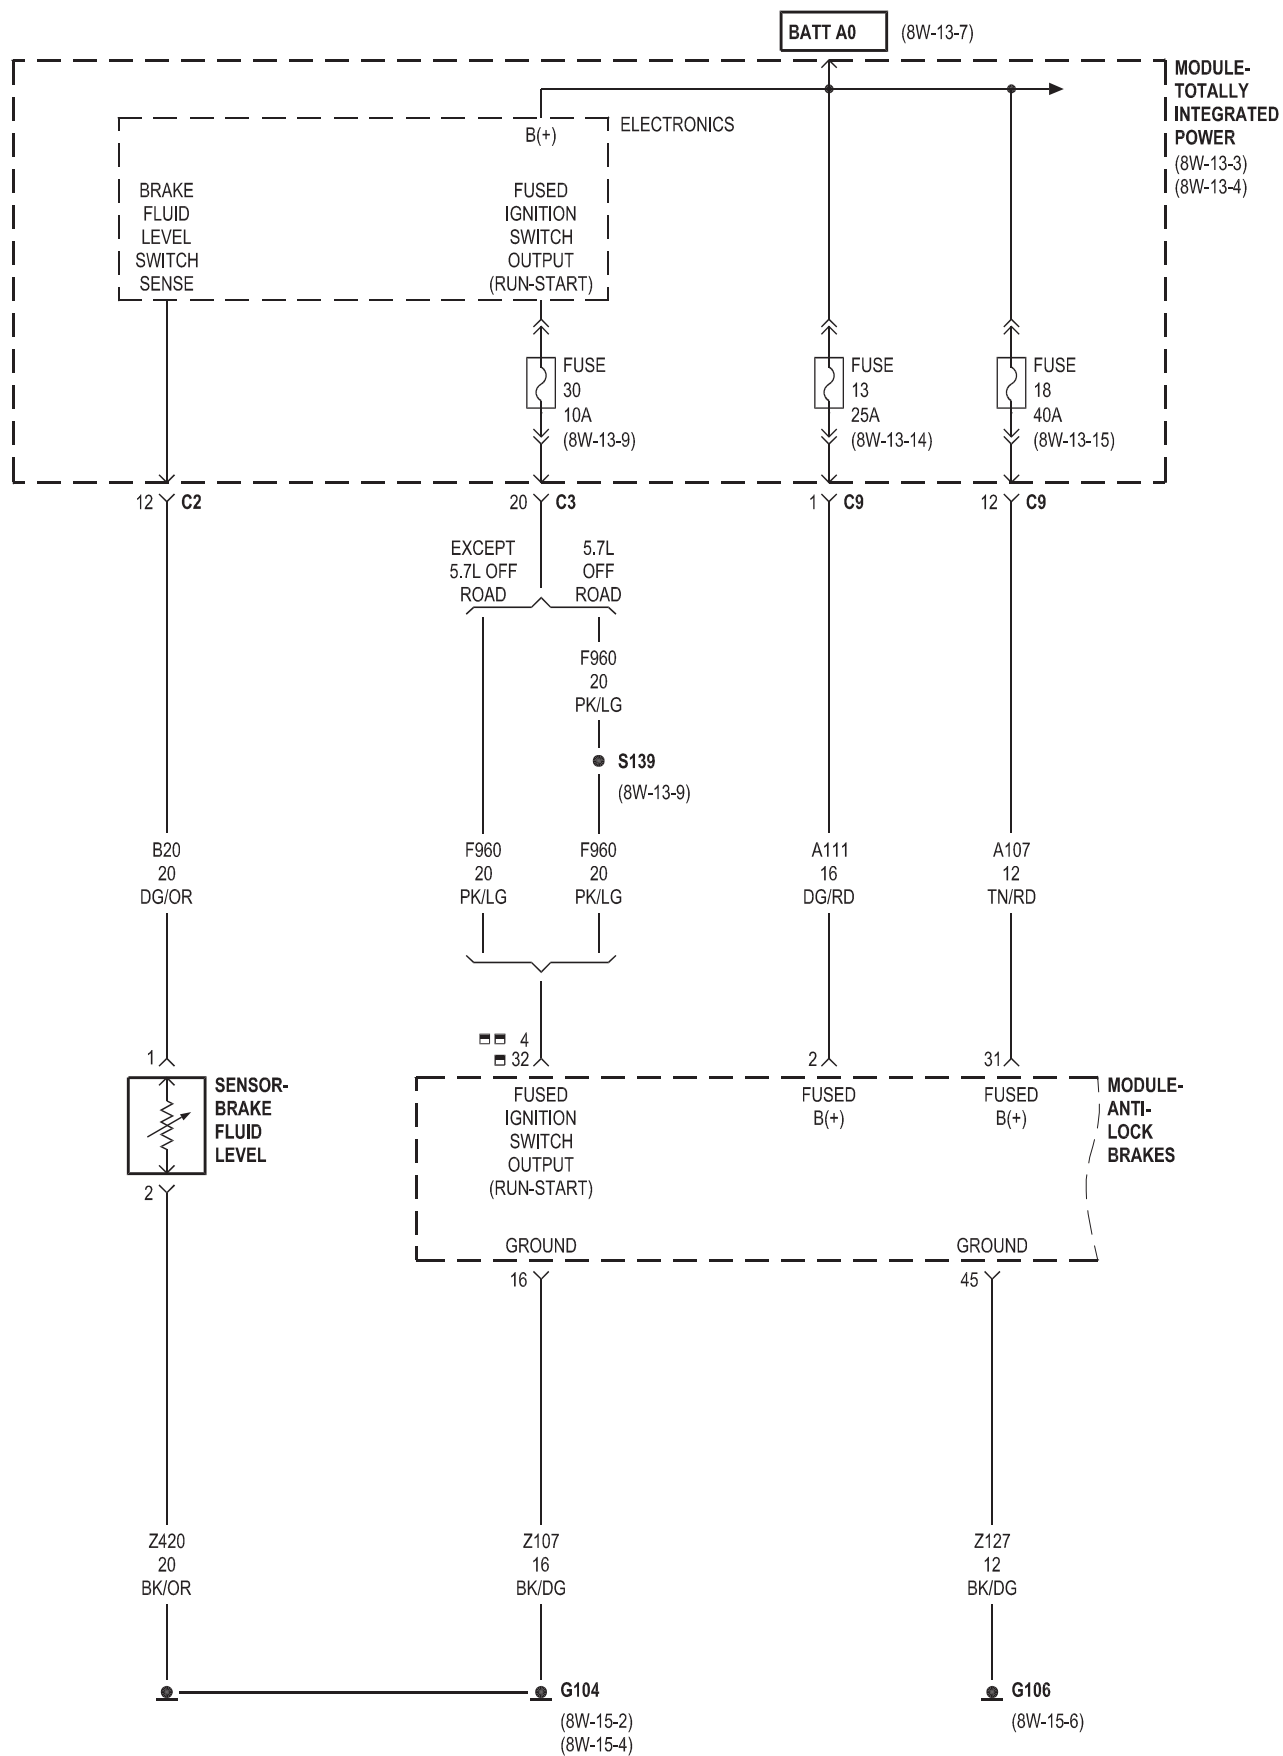 BATT A0 (8W-13-7)
MODULE-
TOTALLY
INTEGRATED
POWER
(8W-13-3)
(8W-13-4)
ELECTRONICS
B(+)
BRAKE
FLUID
LEVEL
SWITCH
SENSE
FUSED
IGNITION
SWITCH
OUTPUT
(RUN-START)
FUSE
30
10A
(8W-13-9)
FUSE
13
25A
(8W-13-14)
FUSE
18
40A
(8W-13-15)
12 C2
20 C3
1 C9
12 C9
EXCEPT
5.7L OFF
ROAD
5.7L
OFF
ROAD
F960
20
PK/LG
S139
(8W-13-9)
B20
20
DG/OR
F960
20
PK/LG
F960
20
PK/LG
A111
16
DG/RD
A107
12
TN/RD
1
4
32
2
31
SENSOR-
BRAKE
FLUID
LEVEL
2
FUSED
IGNITION
SWITCH
OUTPUT
(RUN-START)
FUSED
B(+)
FUSED
B(+)
MODULE-
ANTI-
LOCK
BRAKES
GROUND
GROUND
16
45
Z420
20
BK/OR
Z107
16
BK/DG
Z127
12
BK/DG
G104
(8W-15-2)
(8W-15-4)
G106
(8W-15-6)